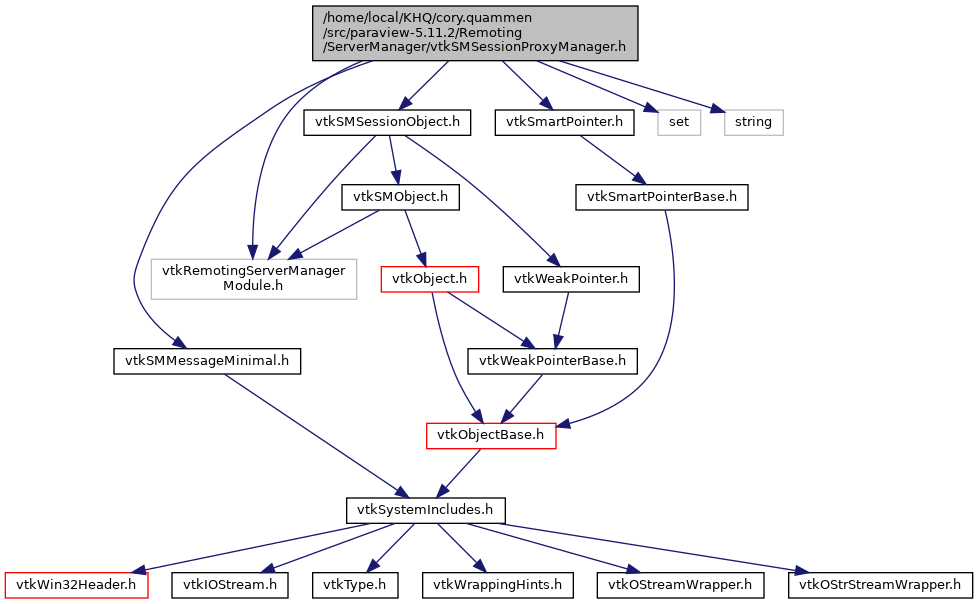 /home/local/KHQ/cory.quammen
/src/paraview-5.11.2/Remoting
/ServerManager/vtkSMSessionProxyManager.h
vtkSMSessionObject.h
vtkSmartPointer.h
set
string
vtkSMObject.h
vtkSmartPointerBase.h
vtkRemotingServerManager
Module.h
vtkObject.h
vtkWeakPointer.h
vtkSMMessageMinimal.h
vtkWeakPointerBase.h
vtkObjectBase.h
vtkSystemIncludes.h
vtkWin32Header.h
vtkIOStream.h
vtkType.h
vtkWrappingHints.h
vtkOStreamWrapper.h
vtkOStrStreamWrapper.h